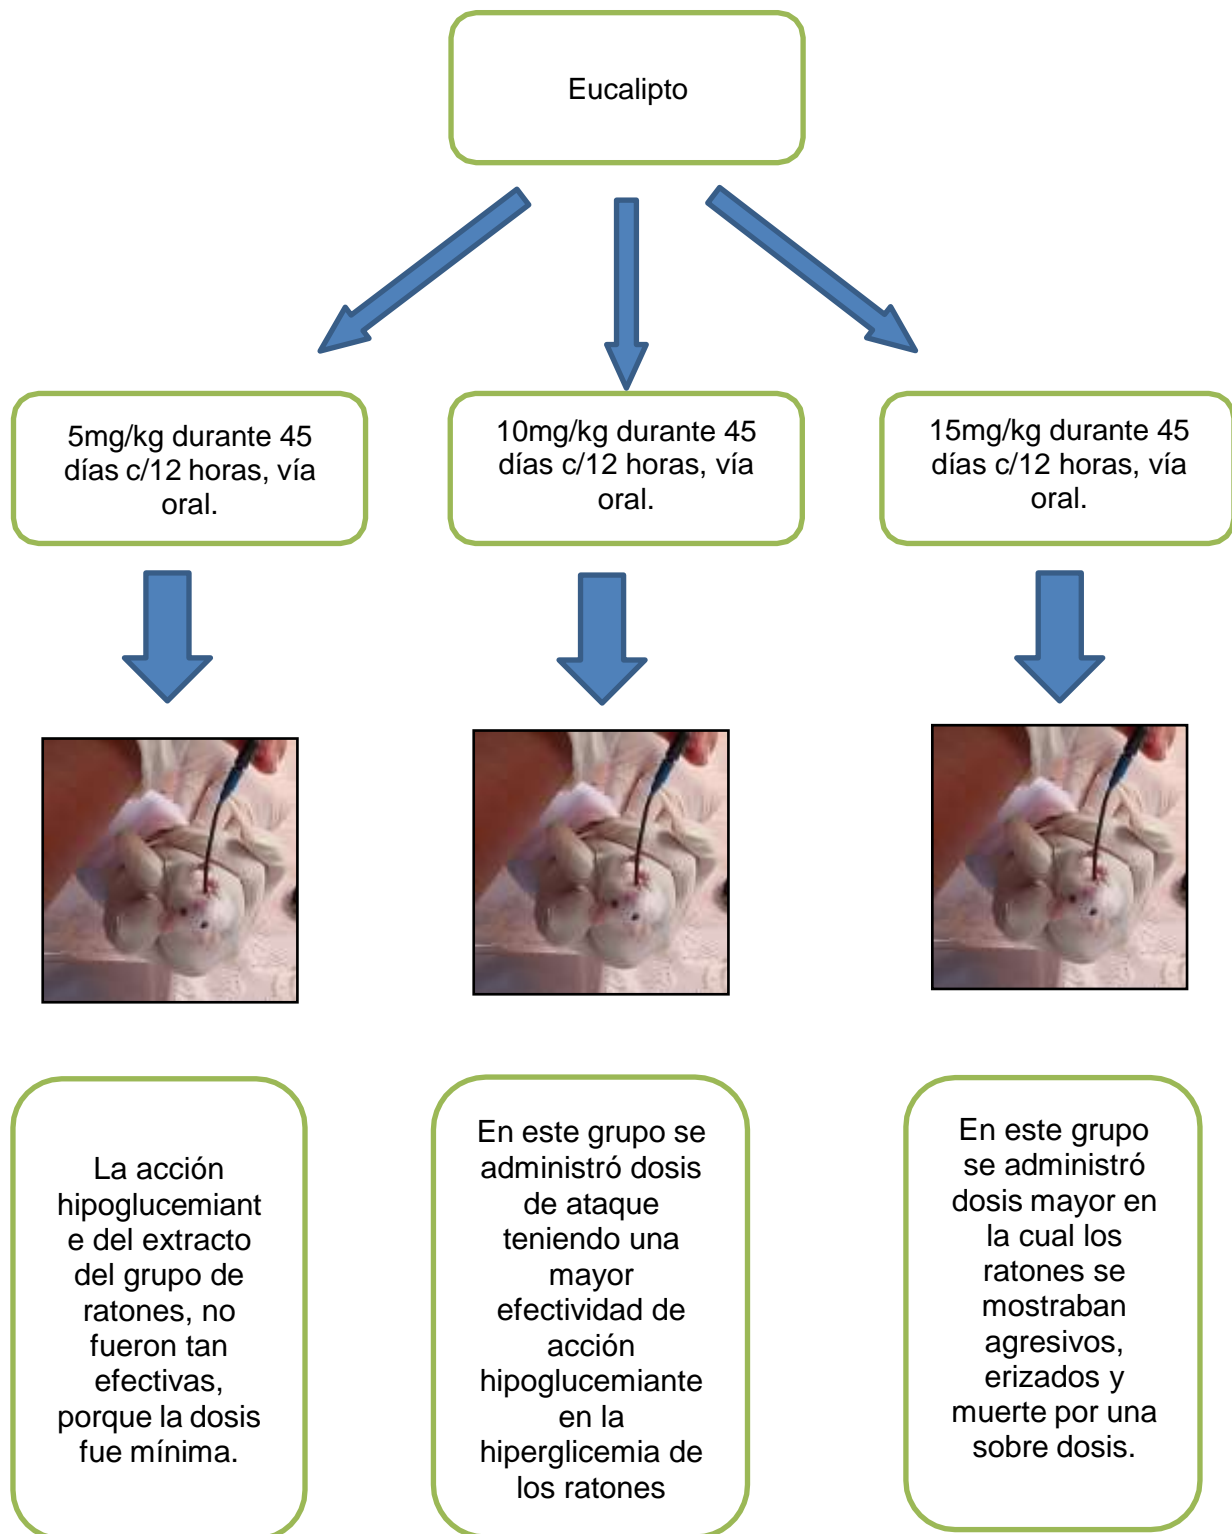 Eucalipto
5mg/kg durante 45
días c/12 horas, vía
oral.
10mg/kg durante 45
días c/12 horas, vía
oral.
15mg/kg durante 45
días c/12 horas, vía
oral.
La acción
hipoglucemiant
e del extracto
del grupo de
ratones, no
fueron tan
efectivas,
porque la dosis
fue mínima.
En este grupo se
administró dosis
de ataque
teniendo una
mayor
efectividad de
acción
hipoglucemiante
en la
hiperglicemia de
los ratones
En este grupo
se administró
dosis mayor en
la cual los
ratones se
mostraban
agresivos,
erizados y
muerte por una
sobre dosis.